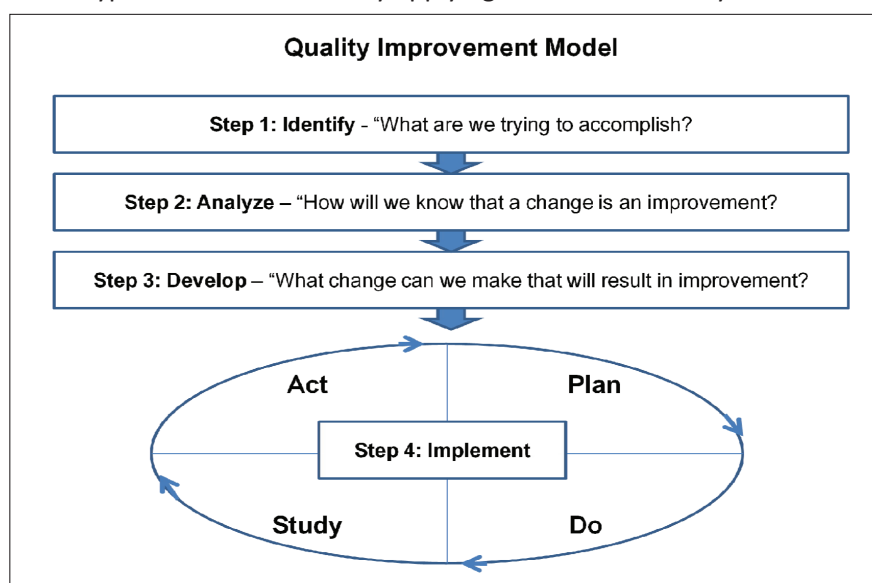 Quality Improvement Model
Step 1: Identify - “What are we trying to accomplish?
Step 2: Analyze – “How will we know that a change is an improvement?
Step 3: Develop – “What change can we make that will result in improvement?
Act
Plan
Step 4: Implement
Study
Do